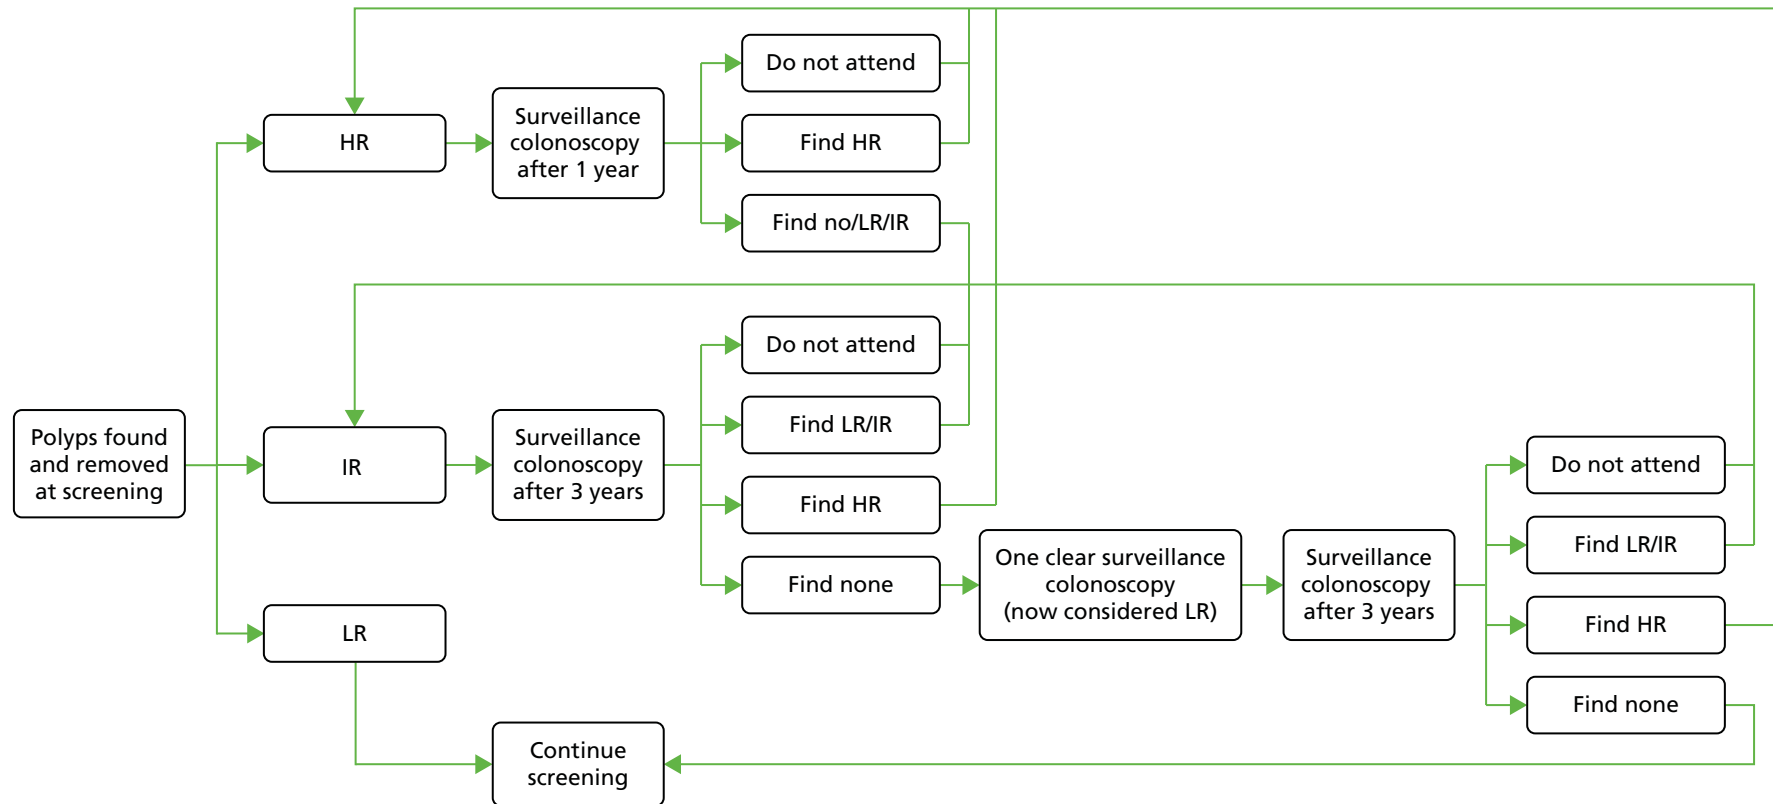 Do not attend
HR
Surveillance
colonoscopy
after 1 year
Find HR
Find no/LR/IR
Do not attend
Find LR/IR
Polyps found
and removed
at screening
IR
Surveillance
colonoscopy
after 3 years
Find HR
Find none
One clear surveillance
colonoscopy
(now considered LR)
Surveillance
colonoscopy
after 3 years
Do not attend
Find LR/IR
Find HR
Find none
LR
Continue
screening